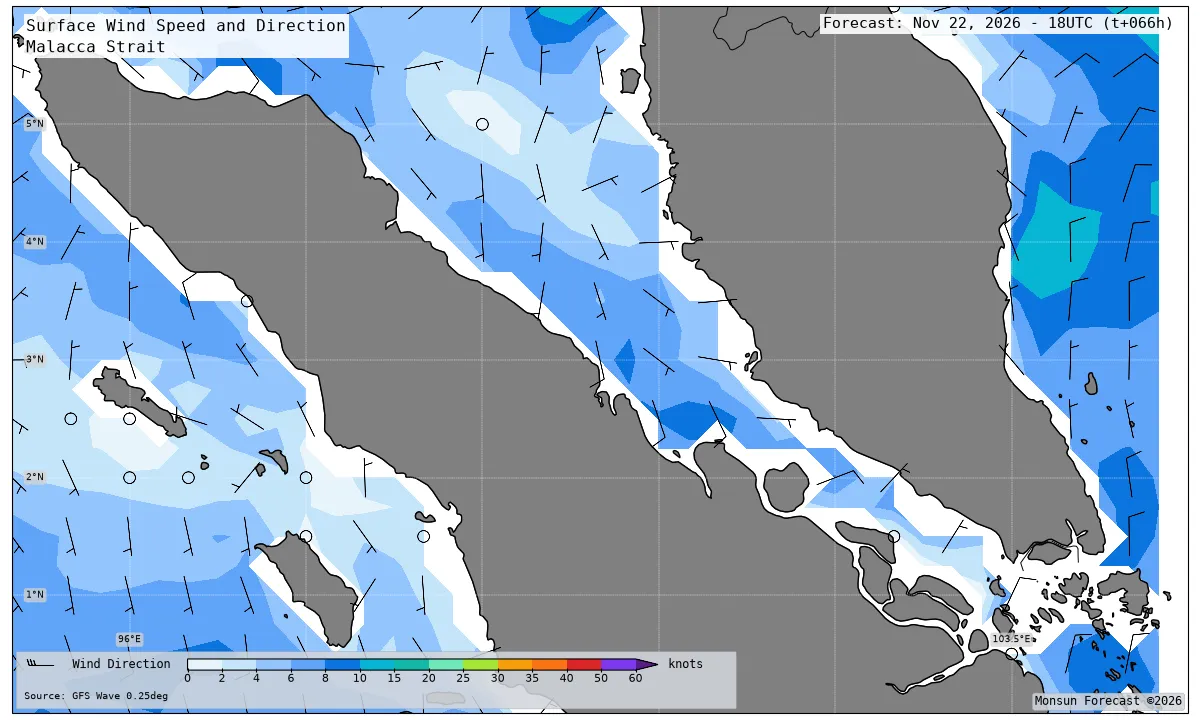 Surface Wind Speed and Direction
Malacca Strait
Forecast: Nov 22, 2026 - 18UTC (t+066h)
5°N
4°N
3°N
2°N
1°N
96°E
103.5°E
Wind Direction
0 2 4 6 8 10 15 20 25 30 35 40 50 60
knots
Source: GFS Wave 0.25deg
Monsun Forecast ©2026